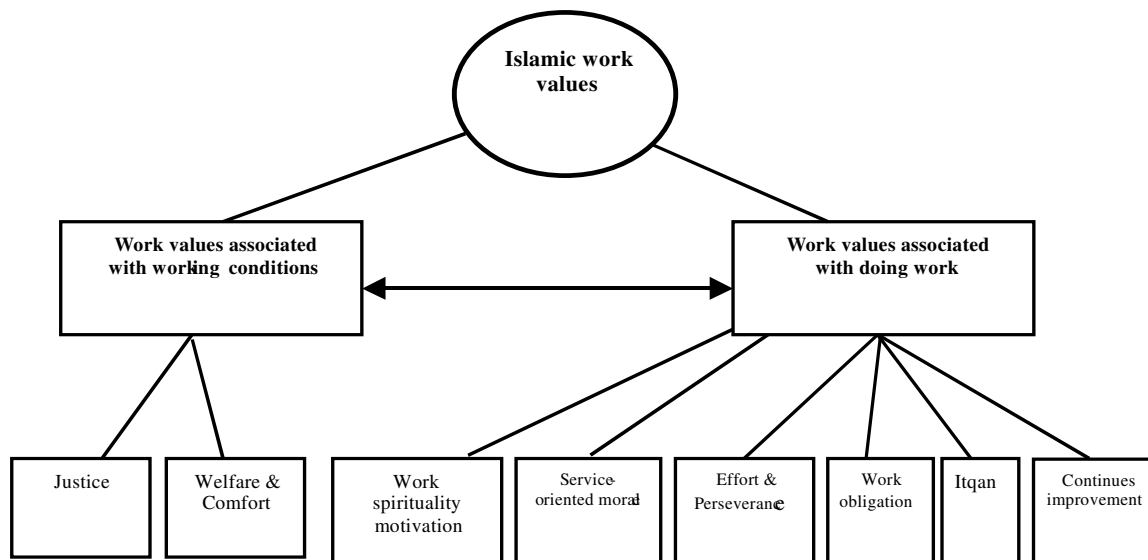 Islamic work
values
Work values associated
with working conditions
Work values associated
with doing work
Justice
Welfare &
Comfort
Work
spirituality
motivation
Service-
oriented morale
Effort &
Perseverance
Work
obligation
Itqan
Continues
improvement